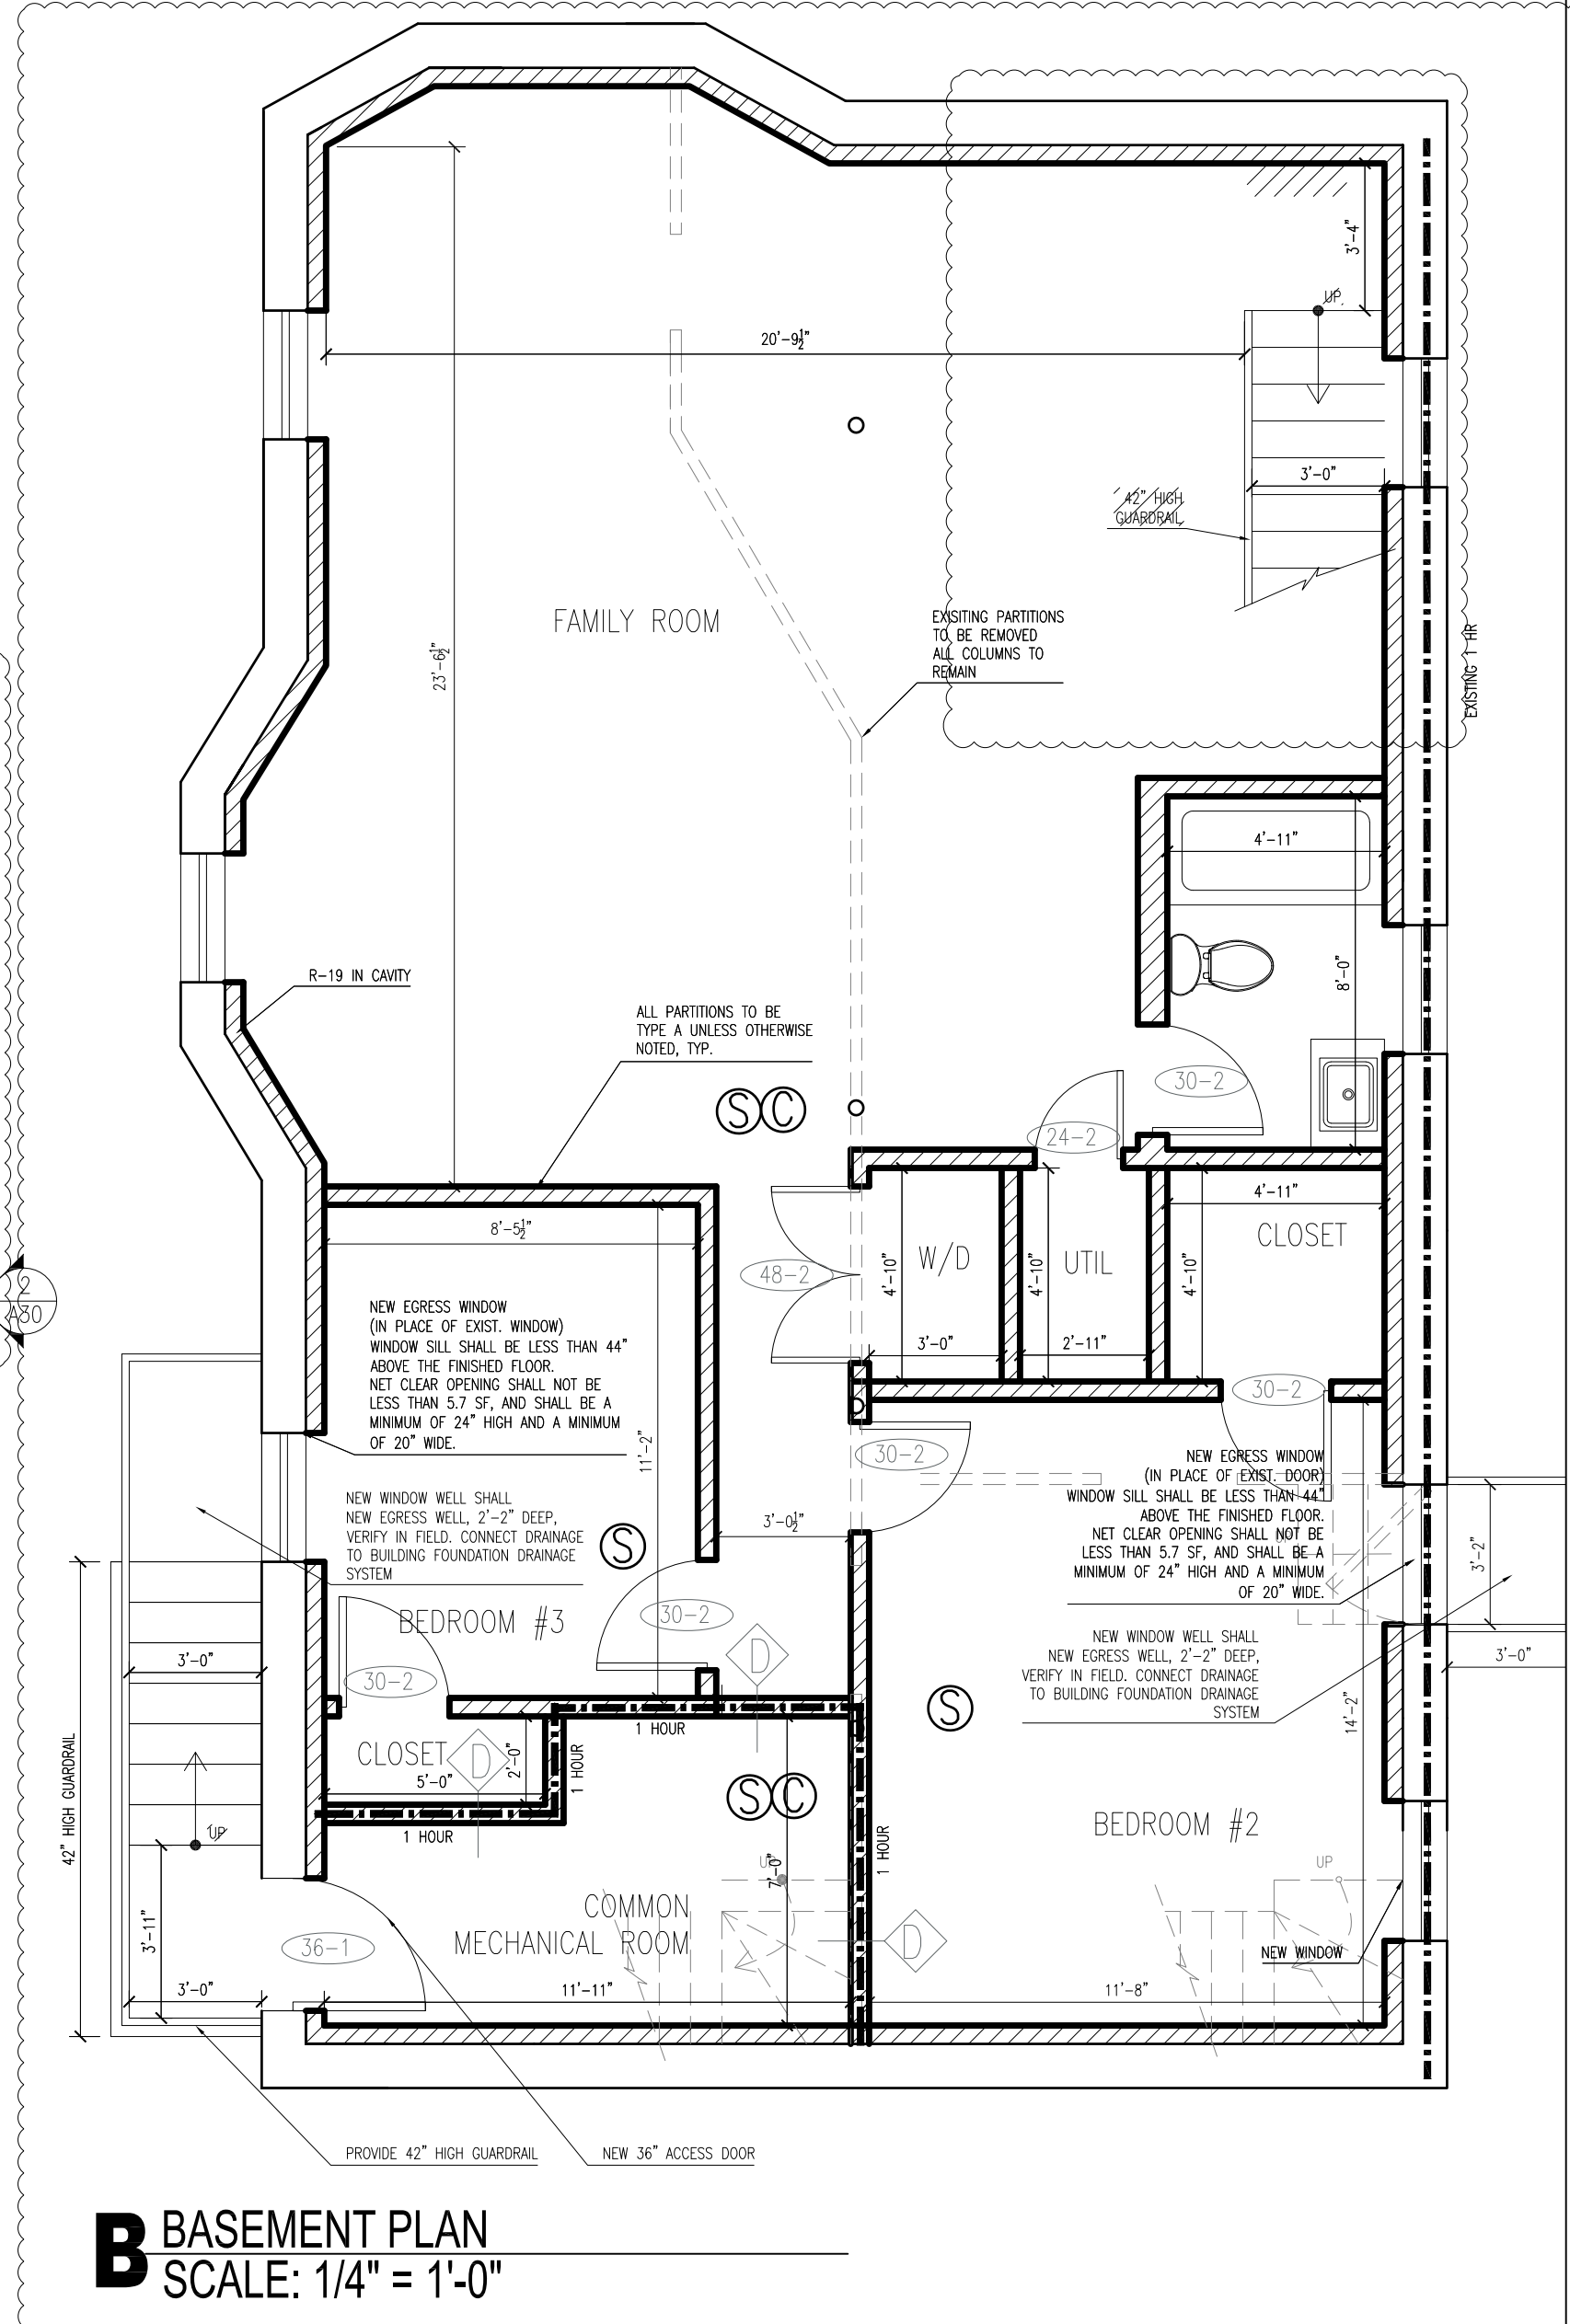 3'-4"
UP
20'-9½"
3'-0"
42" HIGH
GUARDRAIL
FAMILY ROOM
23'-6½"
EXISITING PARTITIONS
TO BE REMOVED
ALL COLUMNS TO
REMAIN
EXISTING 1 HR
4'-11"
8'-0"
R-19 IN CAVITY
ALL PARTITIONS TO BE
TYPE A UNLESS OTHERWISE
NOTED, TYP.
S C
30-2
24-2
4'-11"
CLOSET
8'-5½"
48-2
W/D
UTIL
4'-10"
4'-10"
4'-10"
3'-0"
2'-11"
2
A30
NEW EGRESS WINDOW
(IN PLACE OF EXIST. WINDOW)
WINDOW SILL SHALL BE LESS THAN 44"
ABOVE THE FINISHED FLOOR.
NET CLEAR OPENING SHALL NOT BE
LESS THAN 5.7 SF, AND SHALL BE A
MINIMUM OF 24" HIGH AND A MINIMUM
OF 20" WIDE.
11'-2"
30-2
30-2
NEW EGRESS WINDOW
(IN PLACE OF EXIST. DOOR)
WINDOW SILL SHALL BE LESS THAN 44"
ABOVE THE FINISHED FLOOR.
NET CLEAR OPENING SHALL NOT BE
LESS THAN 5.7 SF, AND SHALL BE A
MINIMUM OF 24" HIGH AND A MINIMUM
OF 20" WIDE.
NEW WINDOW WELL SHALL
NEW EGRESS WELL, 2'-2" DEEP,
VERIFY IN FIELD. CONNECT DRAINAGE
TO BUILDING FOUNDATION DRAINAGE
SYSTEM
S
3'-0½"
3'-2"
BEDROOM #3
30-2
D
NEW WINDOW WELL SHALL
NEW EGRESS WELL, 2'-2" DEEP,
VERIFY IN FIELD. CONNECT DRAINAGE
TO BUILDING FOUNDATION DRAINAGE
SYSTEM
3'-0"
3'-0"
30-2
S
14'-2"
1 HOUR
CLOSET
D
2'-0"
1 HOUR
5'-0"
S C
1 HOUR
42" HIGH GUARDRAIL
UP
BEDROOM #2
1 HOUR
UP
7'-0"
UP
COMMON
MECHANICAL ROOM
3'-11"
36-1
D
NEW WINDOW
3'-0"
11'-11"
11'-8"
PROVIDE 42" HIGH GUARDRAIL
NEW 36" ACCESS DOOR
B
BASEMENT PLAN
SCALE: 1/4" = 1'-0"